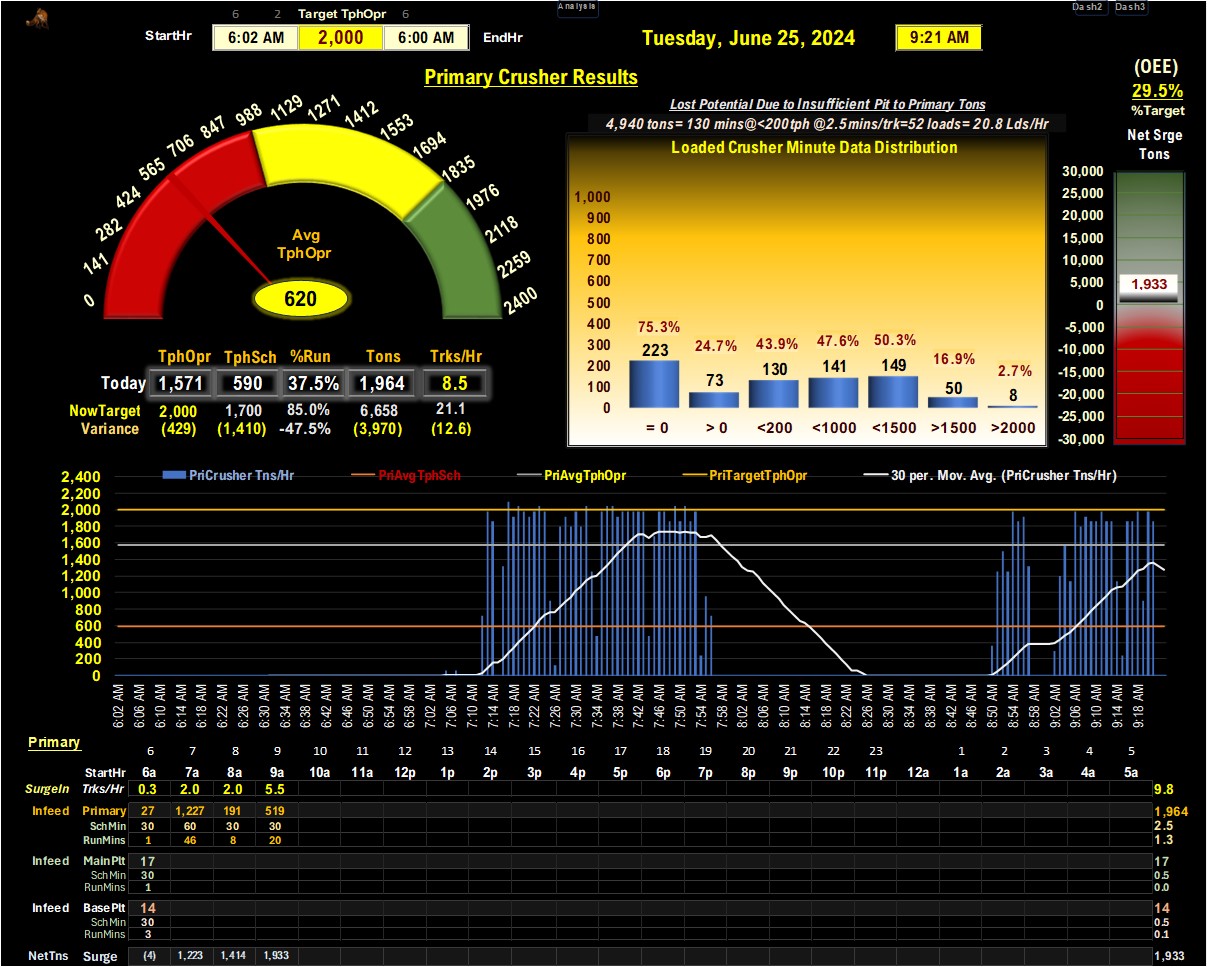 6 2 Target TphOpr 6 Analysis Dash2 Dash3
StartHr 6:02 AM 2,000 6:00 AM EndHr Tuesday, June 25, 2024 9:21 AM
Primary Crusher Results
(OEE)
29.5%
%Target
Net Srge
Tons
0 141 282 424 565 706 847 988 1129 1271 1412 1553 1694 1835 1976 2118 2259 2400
Avg
TphOpr
620
Lost Potential Due to Insufficient Pit to Primary Tons
4,940 tons= 130 mins@<200tph @2.5mins/trk=52 loads= 20.8 Lds/Hr
Loaded Crusher Minute Data Distribution
1,000
900
800
700
600
500
400
300
200
100
0
75.3% 24.7% 43.9% 47.6% 50.3% 16.9% 2.7%
223 73 130 141 149 50 8
= 0 > 0 <200 <1000 <1500 >1500 >2000
30,000
25,000
20,000
15,000
10,000
5,000
0
-5,000
-10,000
-15,000
-20,000
-25,000
-30,000
1,933
TphOpr TphSch %Run Tons Trks/Hr
Today 1,571 590 37.5% 1,964 8.5
NowTarget 2,000 1,700 85.0% 6,658 21.1
Variance (429) (1,410) -47.5% (3,970) (12.6)
PriCrusher Tns/Hr PriAvgTphSch PriAvgTphOpr PriTargetTphOpr 30 per. Mov. Avg. (PriCrusher Tns/Hr)
2,400
2,200
2,000
1,800
1,600
1,400
1,200
1,000
800
600
400
200
0
6:02 AM 6:06 AM 6:10 AM 6:14 AM 6:18 AM 6:22 AM 6:26 AM 6:30 AM 6:34 AM 6:38 AM 6:42 AM 6:46 AM 6:50 AM 6:54 AM 6:58 AM 7:02 AM 7:06 AM 7:10 AM 7:14 AM 7:18 AM 7:22 AM 7:26 AM 7:30 AM 7:34 AM 7:38 AM 7:42 AM 7:46 AM 7:50 AM 7:54 AM 7:58 AM 8:02 AM 8:06 AM 8:10 AM 8:14 AM 8:18 AM 8:22 AM 8:26 AM 8:30 AM 8:34 AM 8:38 AM 8:42 AM 8:46 AM 8:50 AM 8:54 AM 8:58 AM 9:02 AM 9:06 AM 9:10 AM 9:14 AM 9:18 AM
Primary 6 7 8 9 10 11 12 13 14 15 16 17 18 19 20 21 22 23 1 2 3 4 5
StartHr 6a 7a 8a 9a 10a 11a 12p 1p 2p 3p 4p 5p 6p 7p 8p 9p 10p 11p 12a 1a 2a 3a 4a 5a
SurgeIn Trks/Hr 0.3 2.0 2.0 5.5 9.8
Infeed Primary 27 1,227 191 519 1,964
SchMin 30 60 30 30 2.5
RunMins 1 46 8 20 1.3
Infeed MainPlt 17 17
SchMin 30 0.5
RunMins 1 0.0
Infeed BasePlt 14 14
SchMin 30 0.5
RunMins 3 0.1
NetTns Surge (4) 1,223 1,414 1,933 1,933